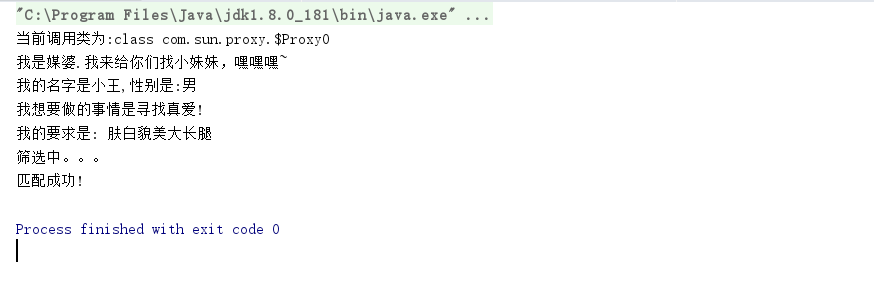 "C:\Program Files\Java\jdk1.8.0_181\bin\java.exe" ...
当前调用类为:class com.sun.proxy.$Proxy0
我是媒婆.我来给你们找小妹妹，嘿嘿嘿~
我的名字是小王,性别是:男
我想要做的事情是寻找真爱!
我的要求是: 肤白貌美大长腿
筛选中。。。
匹配成功!
Process finished with exit code 0